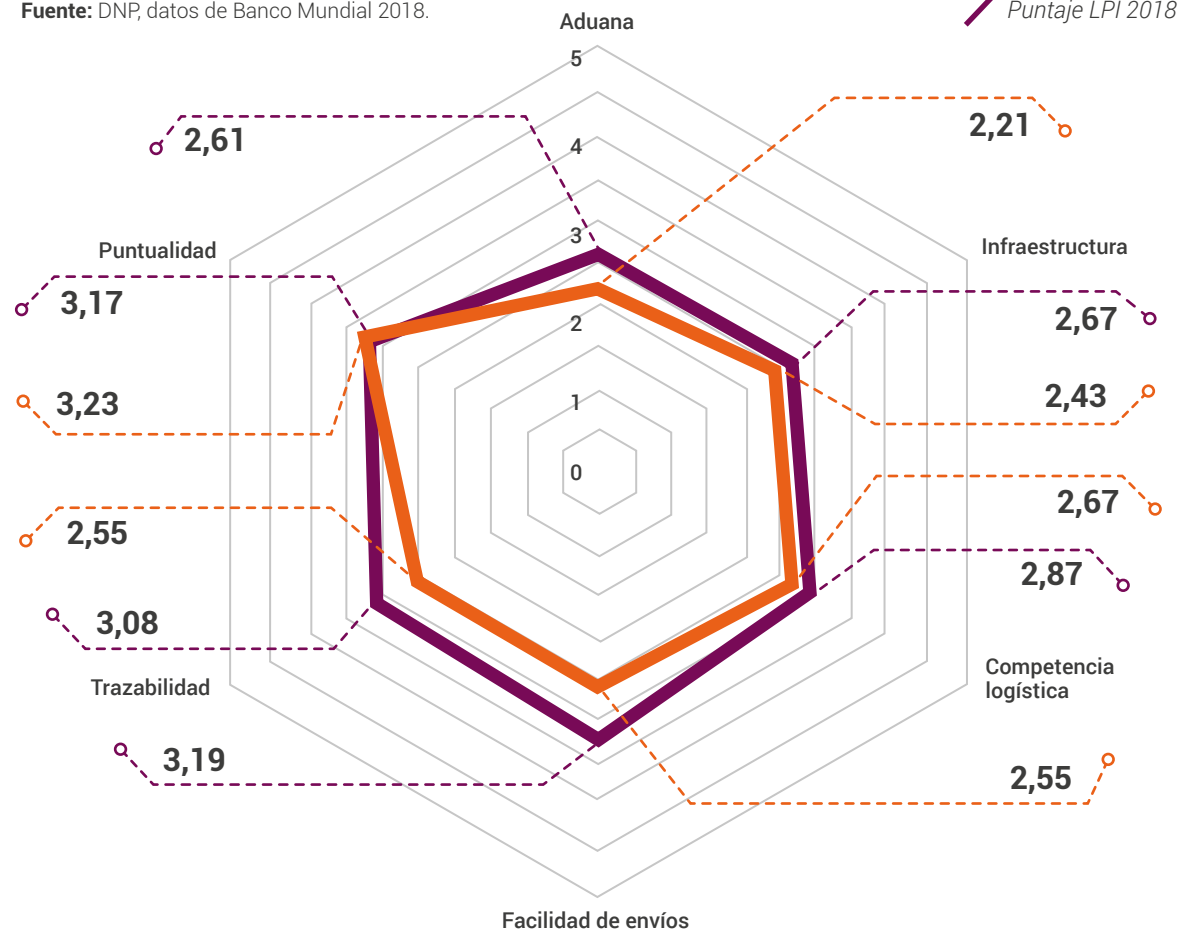 Fuente: DNP, datos de Banco Mundial 2018.
Puntaje LPI 2018
Aduana
5
2,21
2,61
4
3
Puntualidad
Infraestructura
3,17
2,67
2
3,23
2,43
1
0
2,67
2,55
2,87
3,08
Trazabilidad
Competencia
logística
3,19
2,55
Facilidad de envíos